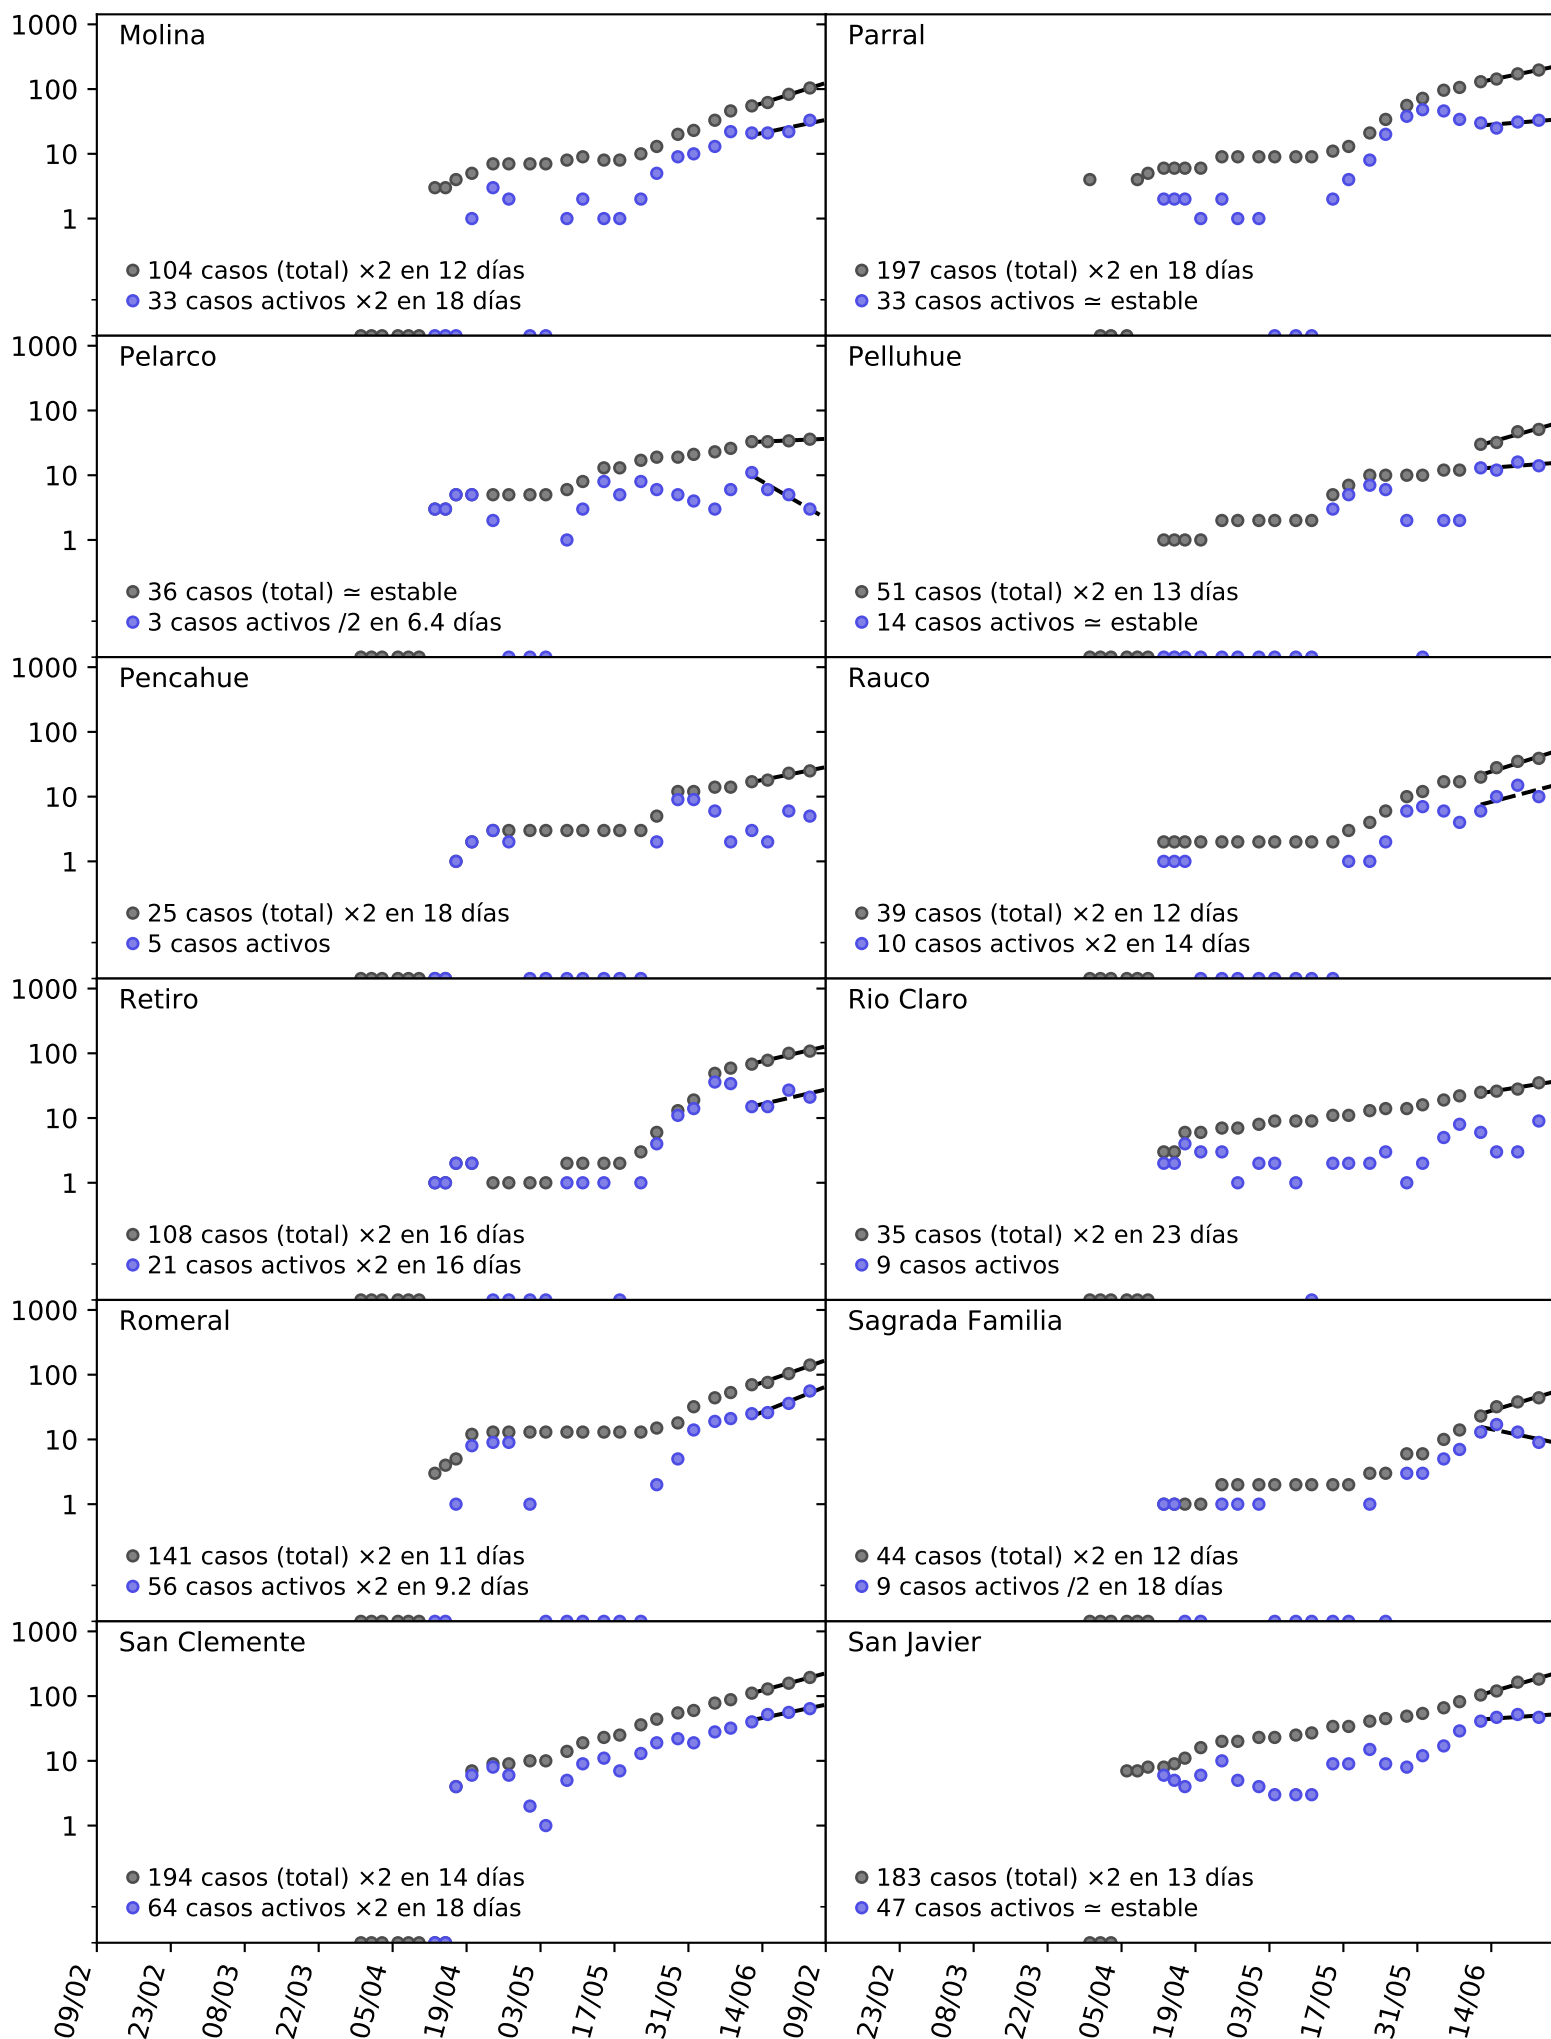 1000
Molina
Parral
100
10
1
104 casos (total) ×2 en 12 días
197 casos (total) ×2 en 18 días
33 casos activos ×2 en 18 días
33 casos activos ≃ estable
1000
Pelarco
Pelluhue
100
10
1
36 casos (total) ≃ estable
51 casos (total) ×2 en 13 días
3 casos activos /2 en 6.4 días
14 casos activos ≃ estable
1000
Pencahue
Rauco
100
10
1
25 casos (total) ×2 en 18 días
39 casos (total) ×2 en 12 días
5 casos activos
10 casos activos ×2 en 14 días
1000
Retiro
Rio Claro
100
10
1
108 casos (total) ×2 en 16 días
35 casos (total) ×2 en 23 días
21 casos activos ×2 en 16 días
9 casos activos
1000
Romeral
Sagrada Familia
100
10
1
141 casos (total) ×2 en 11 días
44 casos (total) ×2 en 12 días
56 casos activos ×2 en 9.2 días
9 casos activos /2 en 18 días
1000
San Clemente
San Javier
100
10
1
194 casos (total) ×2 en 14 días
183 casos (total) ×2 en 13 días
64 casos activos ×2 en 18 días
47 casos activos ≃ estable
09/02
23/02
08/03
22/03
05/04
19/04
03/05
17/05
31/05
14/06
09/02
23/02
08/03
22/03
05/04
19/04
03/05
17/05
31/05
14/06